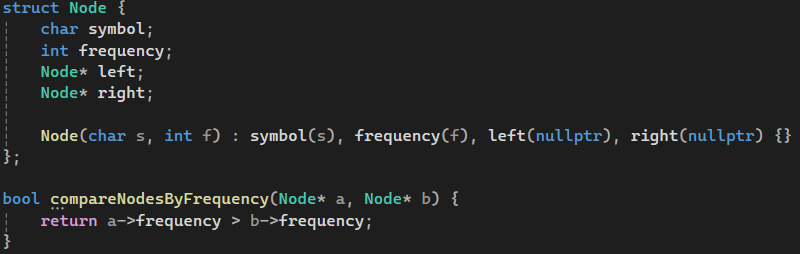 struct Node {
    char symbol;
    int frequency;
    Node* left;
    Node* right;

    Node(char s, int f) : symbol(s), frequency(f), left(nullptr), right(nullptr) {}
};

bool compareNodesByFrequency(Node* a, Node* b) {
    return a->frequency > b->frequency;
}